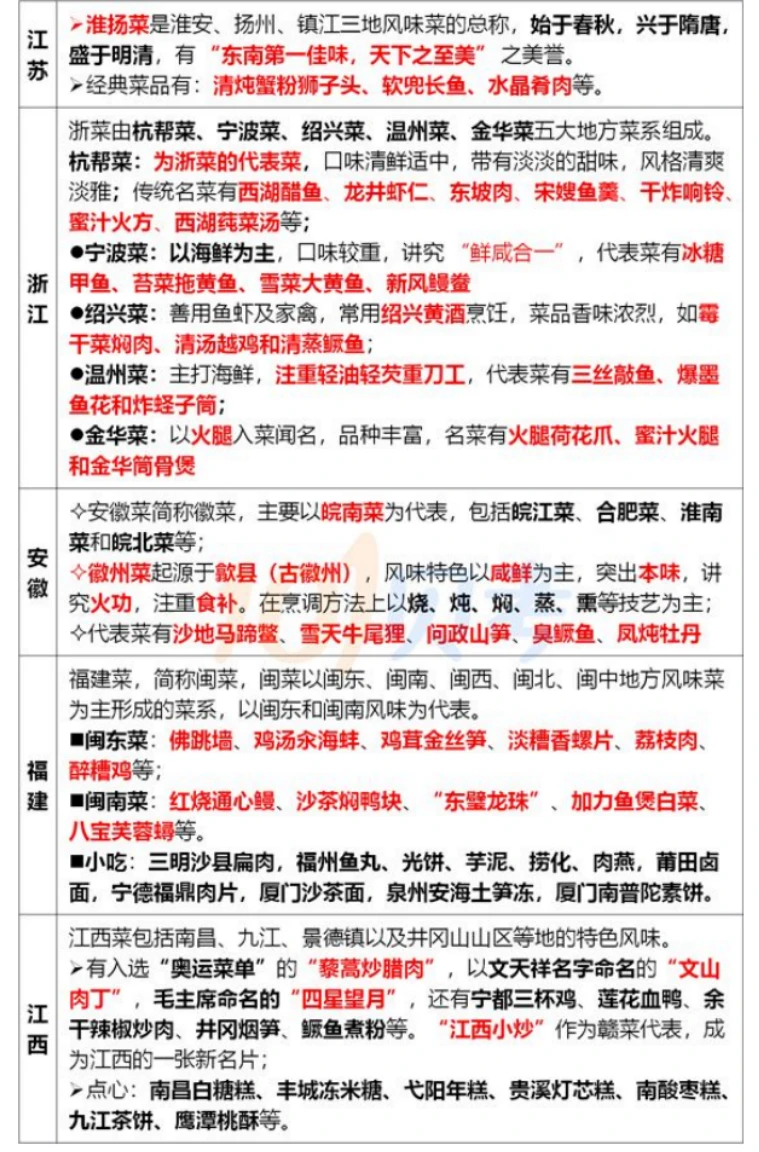 江苏
➢淮扬菜是淮安、扬州、镇江三地风味菜的总称，始于春秋，兴于隋唐，
盛于明清，有“东南第一佳味，天下之至美”之美誉。
➢经典菜品有：清炖蟹粉狮子头、软兜长鱼、水晶肴肉等。
浙江
浙菜由杭帮菜、宁波菜、绍兴菜、温州菜、金华菜五大地方菜系组成。
杭帮菜：为浙菜的代表菜，口味清鲜适中，带有淡淡的甜味，风格清爽
淡雅；传统名菜有西湖醋鱼、龙井虾仁、东坡肉、宋嫂鱼羹、干炸响铃、
蜜汁火方、西湖莼菜汤等；
●宁波菜：以海鲜为主，口味较重，讲究“鲜咸合一”，代表菜有冰糖
甲鱼、苔菜拖黄鱼、雪菜大黄鱼、新风鳗鲞
●绍兴菜：善用鱼虾及家禽，常用绍兴黄酒烹饪，菜品香味浓烈，如霉
干菜焖肉、清汤越鸡和清蒸鳜鱼；
●温州菜：主打海鲜，注重轻油轻芡重刀工，代表菜有三丝敲鱼、爆墨
鱼花和炸蛏子筒；
●金华菜：以火腿入菜闻名，品种丰富，名菜有火腿荷花爪、蜜汁火腿
和金华筒骨煲
安徽
✧安徽菜简称徽菜，主要以皖南菜为代表，包括皖江菜、合肥菜、淮南
菜和皖北菜等；
✧徽州菜起源于歙县（古徽州），风味特色以咸鲜为主，突出本味，讲
究火功，注重食补。在烹调方法上以烧、炖、焖、蒸、熏等技艺为主；
✧代表菜有沙地马蹄鳖、雪天牛尾狸、问政山笋、臭鳜鱼、凤炖牡丹
福建
福建菜，简称闽菜，闽菜以闽东、闽南、闽西、闽北、闽中地方风味菜
为主形成的菜系，以闽东和闽南风味为代表。
■闽东菜：佛跳墙、鸡汤汆海蚌、鸡茸金丝笋、淡糟香螺片、荔枝肉、
醉糟鸡等；
■闽南菜：红烧通心鳗、沙茶焖鸭块、“东璧龙珠”、加力鱼煲白菜、
八宝芙蓉蟳等。
■小吃：三明沙县扁肉，福州鱼丸、光饼、芋泥、捞化、肉燕，莆田卤
面，宁德福鼎肉片，厦门沙茶面，泉州安海土笋冻，厦门南普陀素饼。
江西
江西菜包括南昌、九江、景德镇以及井冈山山区等地的特色风味。
➢有入选“奥运菜单”的“藜蒿炒腊肉”，以文天祥名字命名的“文山
肉丁”，毛主席命名的“四星望月”，还有宁都三杯鸡、莲花血鸭、余
干辣椒炒肉、井冈烟笋、鳜鱼煮粉等。“江西小炒”作为赣菜代表，成
为江西的一张新名片；
➢点心：南昌白糖糕、丰城冻米糖、弋阳年糕、贵溪灯芯糕、南酸枣糕、
九江茶饼、鹰潭桃酥等。